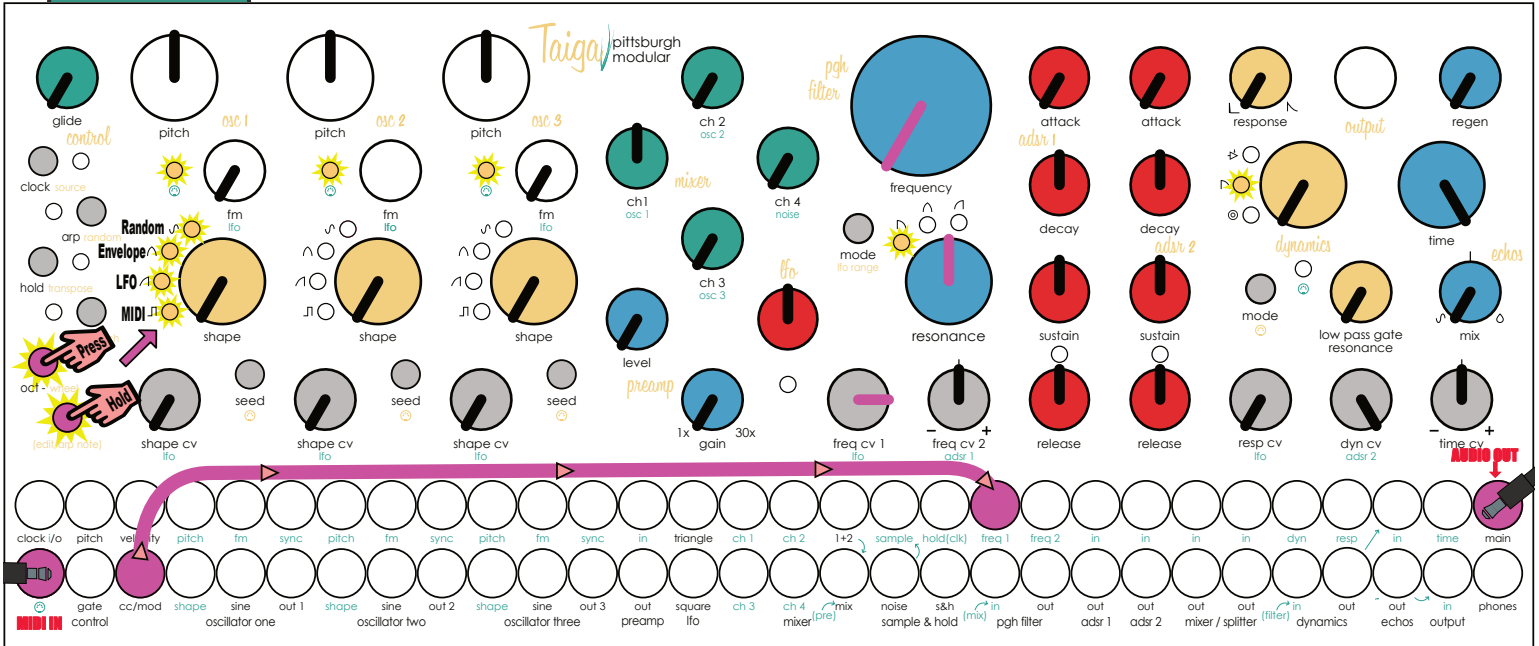 Taiga pittsburgh
modular
glide
pitch
osc 1
pitch
osc 2
pitch
osc 3
ch 2
osc 2
pgh
filter
frequency
attack
attack
response
output
regen
control
clock source
fm
lfo
fm
lfo
fm
lfo
ch1
osc 1
mixer
ch 4
noise
adsr 1
decay
decay
adsr 2
dynamics
time
echos
arp random
Random
Envelope
LFO
MIDI
hold transpose
shape
shape
shape
ch 3
osc 3
lfo
mode
lfo range
resonance
sustain
sustain
mode
low pass gate
resonance
mix
Press
oct - wheel
Hold
(edit arp note)
level
preamp
seed
seed
seed
shape cv
lfo
shape cv
lfo
shape cv
lfo
1x 30x
gain
freq cv 1
lfo
- +
freq cv 2
adsr 1
release
release
resp cv
lfo
dyn cv
adsr 2
- +
time cv
AUDIO OUT
clock i/o pitch velocity pitch fm sync pitch fm sync pitch fm sync in triangle ch 1 ch 2 1+2 sample hold(clk) freq 1 freq 2 in in in in dyn resp in time main
gate cc/mod shape sine out 1 shape sine out 2 shape sine out 3 out square ch 3 ch 4 (pre) mix noise s&h (mix) in out out out out out (filter) in out out in phones
MIDI IN control oscillator one oscillator two oscillator three preamp lfo mixer sample & hold pgh filter adsr 1 adsr 2 mixer / splitter dynamics echos output